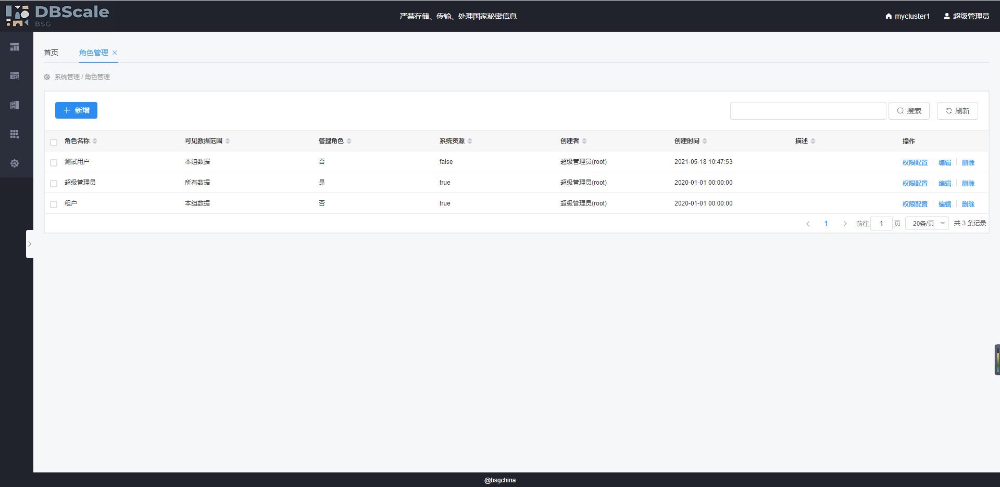 DBScale
BSG
严禁存储、传输、处理国家秘密信息
mycluster1
超级管理员
首页
角色管理
系统管理 / 角色管理
新增
搜索
刷新
角色名称 可见数据范围 管理角色 系统资源 创建者 创建时间 描述 操作
测试用户 本组数据 否 false 超级管理员(root) 2021-05-18 10:47:53 权限配置 编辑 删除
超级管理员 所有数据 是 true 超级管理员(root) 2020-01-01 00:00:00 权限配置 编辑 删除
租户 本组数据 否 true 超级管理员(root) 2020-01-01 00:00:00 权限配置 编辑 删除
1 前往 1 页 20条/页 共 3 条记录
@bsgchina